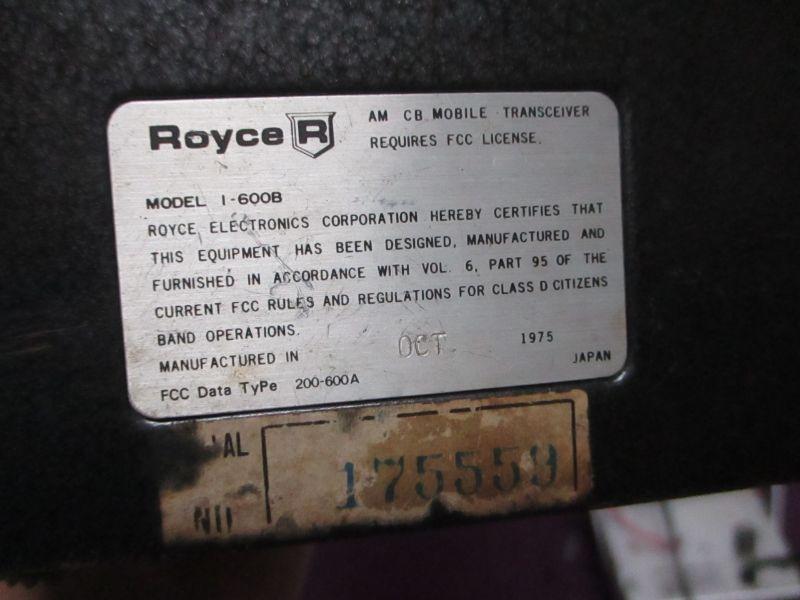 Royce R
AM CB MOBILE TRANSCEIVER
REQUIRES FCC LICENSE.
MODEL 1-600B
ROYCE ELECTRONICS CORPORATION HEREBY CERTIFIES THAT
THIS EQUIPMENT HAS BEEN DESIGNED, MANUFACTURED AND
FURNISHED IN ACCORDANCE WITH VOL. 6, PART 95 OF THE
CURRENT FCC RULES AND REGULATIONS FOR CLASS D CITIZENS
BAND OPERATIONS.
MANUFACTURED IN OCT. 1975 JAPAN
FCC Data TyPe 200-600A
175559